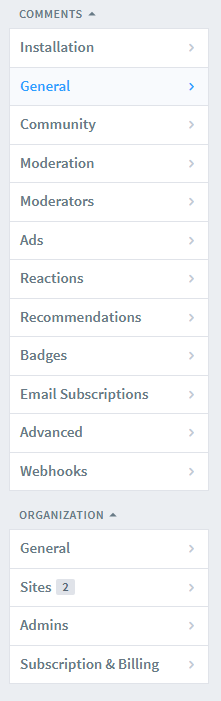 COMMENTS
Installation
General
Community
Moderation
Moderators
Ads
Reactions
Recommendations
Badges
Email Subscriptions
Advanced
Webhooks
ORGANIZATION
General
Sites 2
Admins
Subscription & Billing